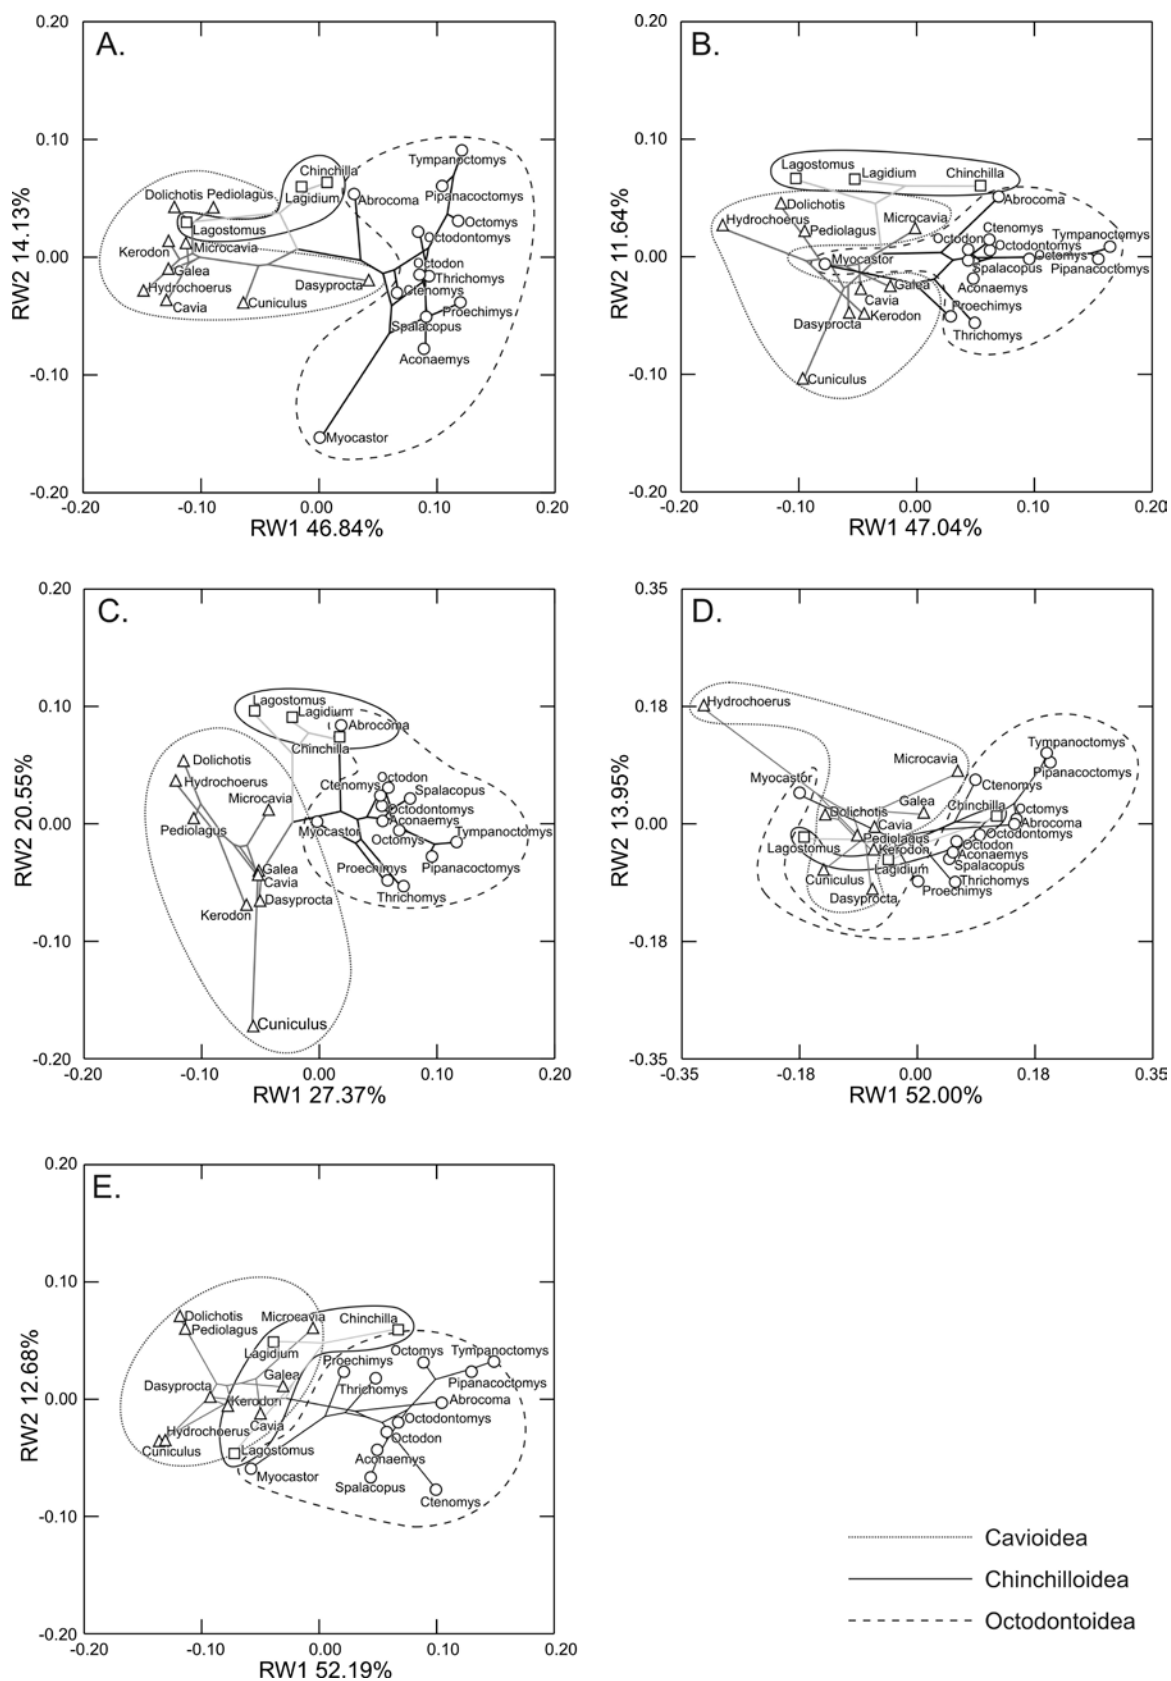 A.
0.20
0.10
0.00
-0.10
-0.20
RW2 14.13%
Chinchilla
Tympanoctomys
Dolichotis Pediolagus
Lagidium
Abrocoma
Pipanacoctomys
Lagostomus
Octomys
Octodontomys
Kerodon
Microcavia
Galea
Octodon
Dasyprocta
Thrichomys
Ctenomys
Hydrochoerus
Cuniculus
Proechimys
Cavia
Spalacopus
Aconaemys
Myocastor
-0.20 -0.10 0.00 0.10 0.20
RW1 46.84%
B.
0.20
0.10
0.00
-0.10
-0.20
RW2 11.64%
Lagostomus
Lagidium
Chinchilla
Dolichotis
Abrocoma
Hydrochoerus
Microcavia
Pediolagus
Ctenomys
Tympanoctomys
Octodon
Octodontomys
Octomys
Myocastor
Spalacopus
Pipanacoctomys
Galea
Aconaemys
Cavia
Proechimys
Dasyprocta
Kerodon
Thrichomys
Cuniculus
-0.20 -0.10 0.00 0.10 0.20
RW1 47.04%
C.
0.20
0.10
0.00
-0.10
-0.20
RW2 20.55%
Lagostomus
Lagidium
Abrocoma
Chinchilla
Dolichotis
Hydrochoerus
Ctenomys
Octodon
Microcavia
Spalacopus
Octodontomys
Pediolagus
Myocastor
Aconaemys
Octomys
Tympanoctomys
Galea
Proechimys
Pipanacoctomys
Cavia
Dasyprocta
Kerodon
Thrichomys
Cuniculus
-0.20 -0.10 0.00 0.10 0.20
RW1 27.37%
D.
0.35
0.18
0.00
-0.18
-0.35
RW2 13.95%
Hydrochoerus
Tympanoctomys
Microcavia
Pipanacoctomys
Myocastor
Ctenomys
Galea
Chinchilla
Octomys
Dolichotis
Cavia
Abrocoma
Pediolagus
Octodontomys
Lagostomus
Kerodon
Octodon
Aconaemys
Lagidium
Spalacopus
Cuniculus
Thrichomys
Dasyprocta
Proechimys
-0.35 -0.18 0.00 0.18 0.35
RW1 52.00%
E.
0.20
0.10
0.00
-0.10
-0.20
RW2 12.68%
Dolichotis
Microcavia
Chinchilla
Pediolagus
Lagidium
Octomys
Tympanoctomys
Proechimys
Galea
Dasyprocta
Thrichomys
Pipanacoctomys
Kerodon
Abrocoma
Hydrochoerus
Cavia
Octodontomys
Cuniculus
Lagostomus
Octodon
Aconaemys
Myocastor
Spalacopus
Ctenomys
-0.20 -0.10 0.00 0.10 0.20
RW1 52.19%
Cavioidea
Chinchilloidea
Octodontoidea